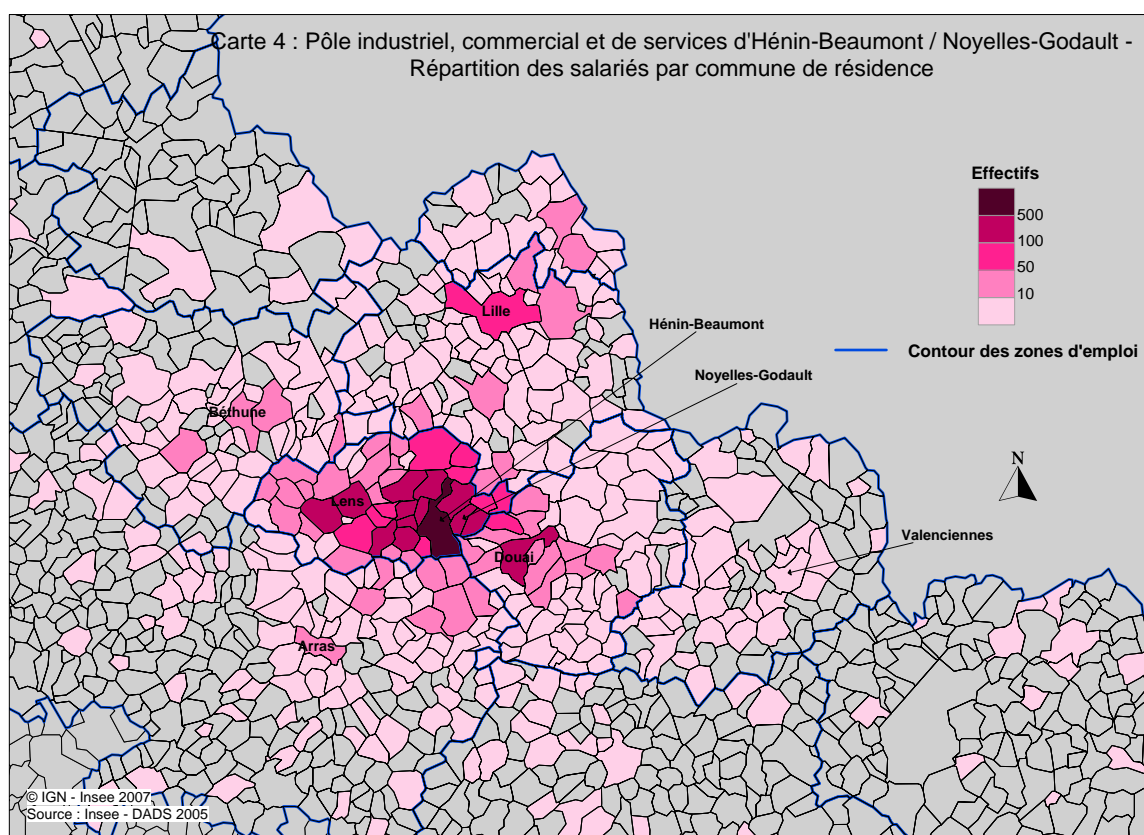 Carte 4 : Pôle industriel, commercial et de services d'Hénin-Beaumont / Noyelles-Godault -
Répartition des salariés par commune de résidence
Effectifs
500
100
50
10
Contour des zones d'emploi
Lille
Hénin-Beaumont
Noyelles-Godault
Béthune
N
Lens
Valenciennes
Douai
Arras
© IGN - Insee 2007
Source : Insee - DADS 2005